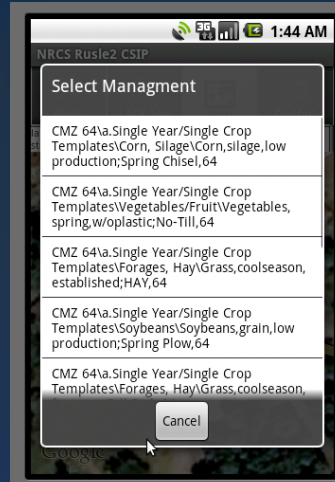 3G
1:44 AM
NRCS Rusle2 CSIP
Select Managment
CMZ 64\a.Single Year/Single Crop
Templates\Corn, Silage\Corn,silage,low
production;Spring Chisel,64
CMZ 64\a.Single Year/Single Crop
Templates\Vegetables/Fruit\Vegetables,
spring,w/oplastic;No-Till,64
CMZ 64\a.Single Year/Single Crop
Templates\Forages, Hay\Grass,coolseason,
established;HAY,64
CMZ 64\a.Single Year/Single Crop
Templates\Soybeans\Soybeans,grain,low
production;Spring Plow,64
CMZ 64\a.Single Year/Single Crop
Templates\Forages, Hay\Grass,coolseason,
Cancel
Google